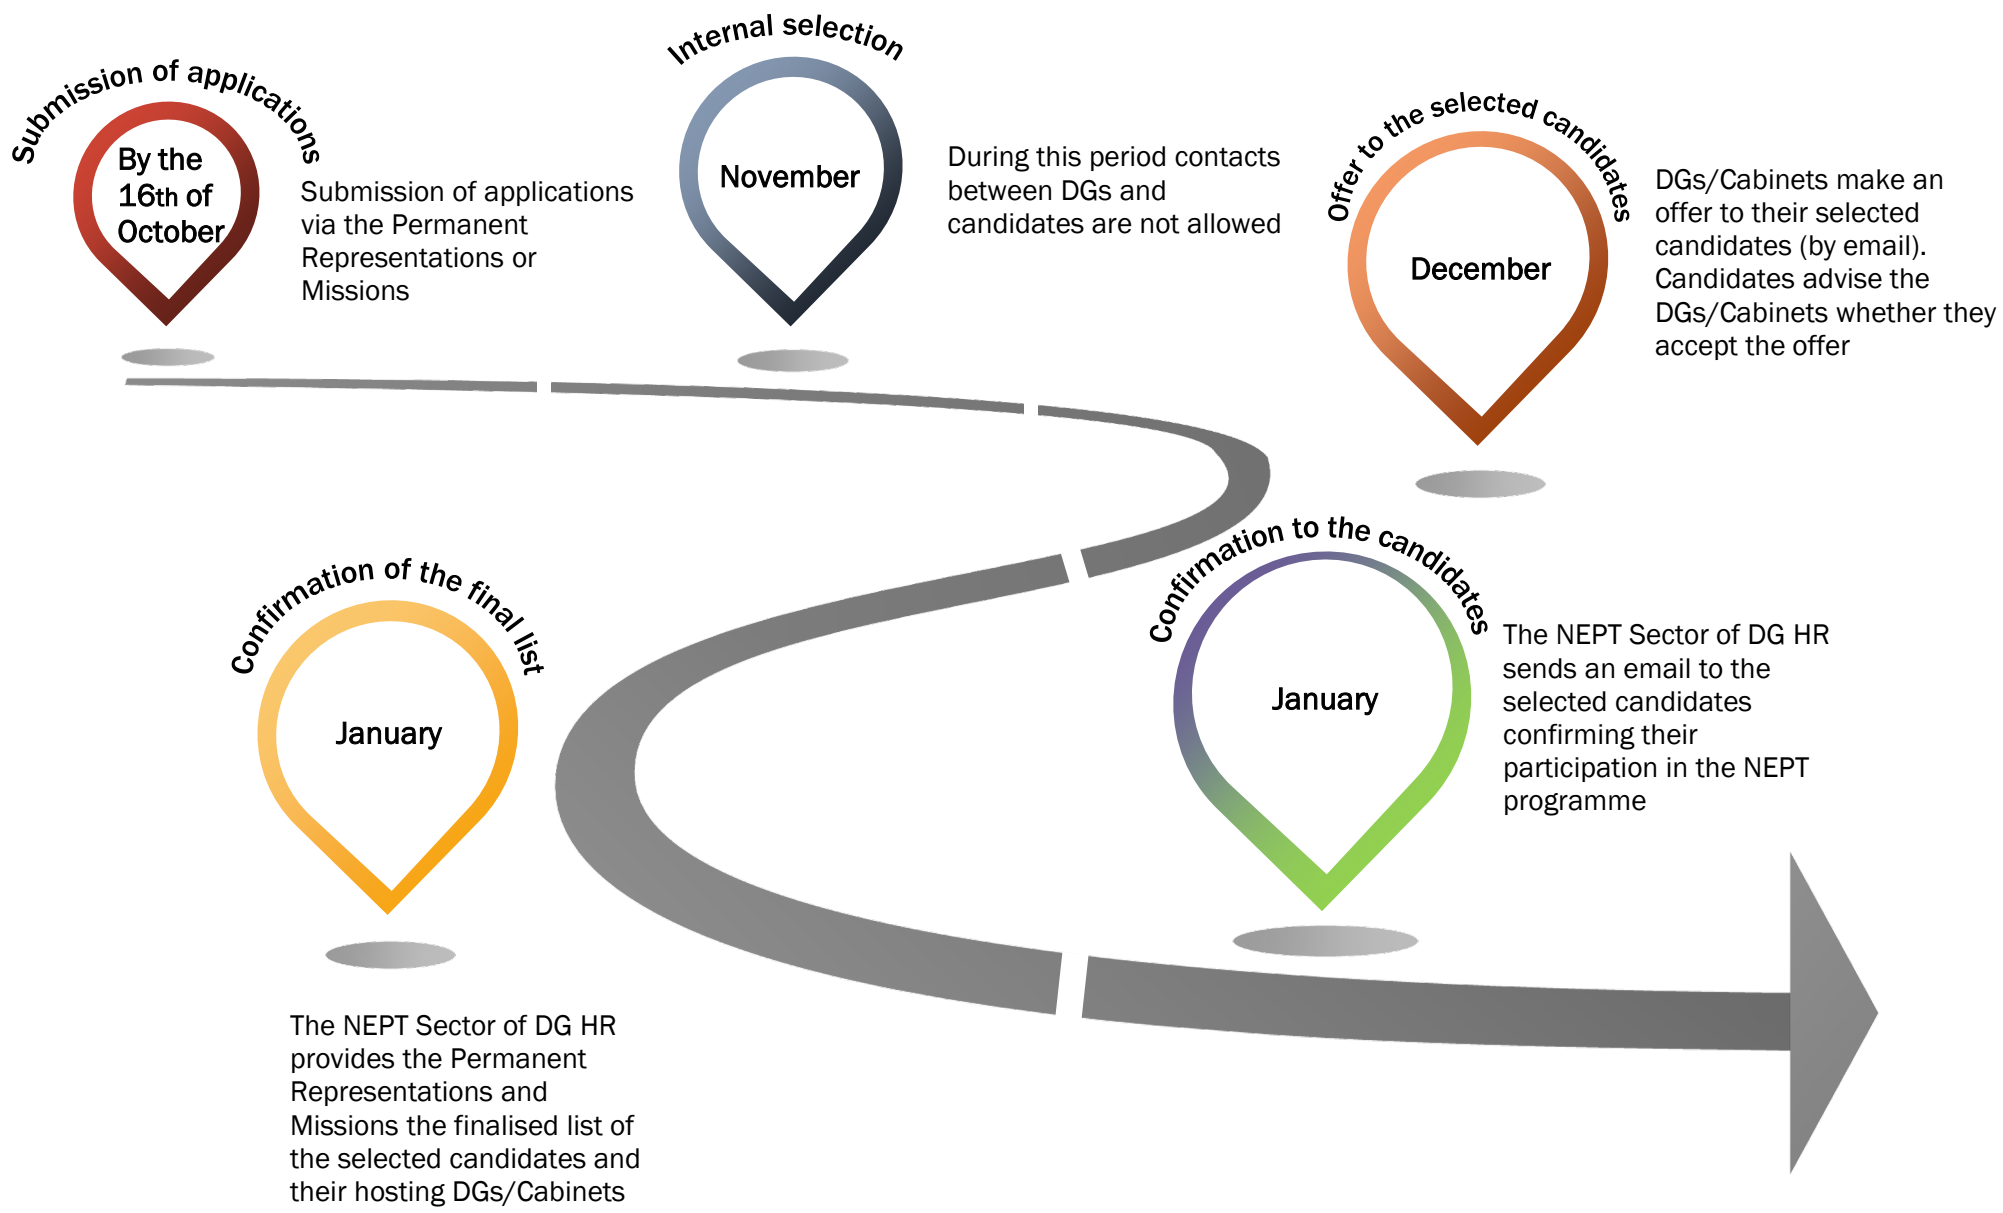 Submission of applications
By the
16th of
October
Submission of applications
via the Permanent
Representations or
Missions
Internal selection
November
During this period contacts
between DGs and
candidates are not allowed
Offer to the selected candidates
December
DGs/Cabinets make an
offer to their selected
candidates (by email).
Candidates advise the
DGs/Cabinets whether they
accept the offer
Confirmation of the final list
January
The NEPT Sector of DG HR
provides the Permanent
Representations and
Missions the finalised list of
the selected candidates and
their hosting DGs/Cabinets
Confirmation to the candidates
January
The NEPT Sector of DG HR
sends an email to the
selected candidates
confirming their
participation in the NEPT
programme